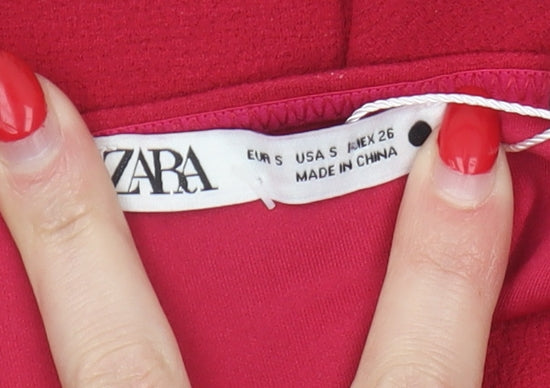 ZARA
EUR S USA S MEX 26
MADE IN CHINA